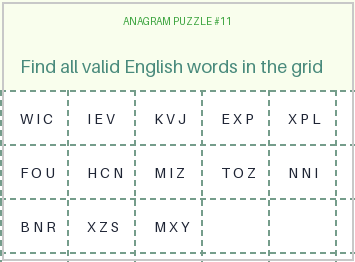 ANAGRAM PUZZLE #11
Find all valid English words in the grid
WIC IEV KVJ EXP XPL
FOU HCN MIZ TOZ NNI
BNR XZS MXY